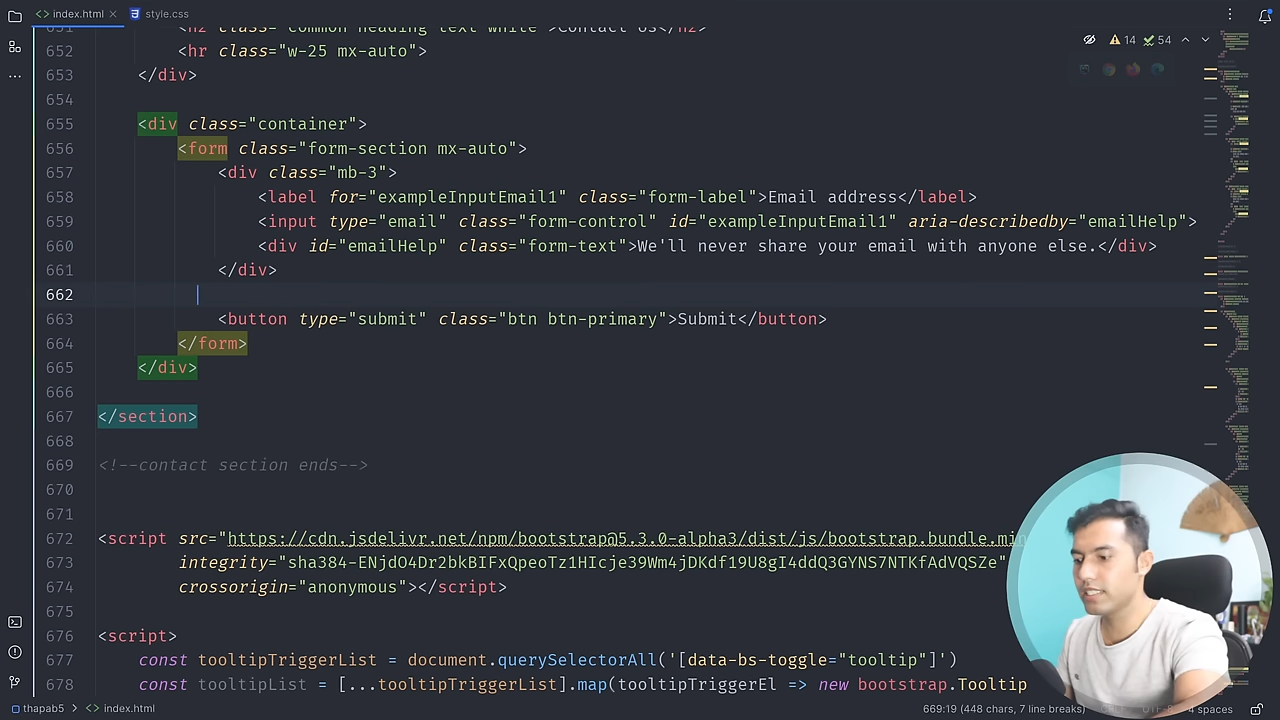 index.html
style.css
651 <h2 class="common heading text white">Contact Us</h2>
14 54
652 <hr class="w-25 mx-auto">
653 </div>
654
655 <div class="container">
656 <form class="form-section mx-auto">
657 <div class="mb-3">
658 <label for="exampleInputEmail1" class="form-label">Email address</label>
659 <input type="email" class="form-control" id="exampleInputEmail1" aria-describedby="emailHelp">
660 <div id="emailHelp" class="form-text">We'll never share your email with anyone else.</div>
661 </div>
662
663 <button type="submit" class="btn btn-primary">Submit</button>
664 </form>
665 </div>
666
667 </section>
668
669 <!--contact section ends-->
670
671
672 <script src="https://cdn.jsdelivr.net/npm/bootstrap@5.3.0-alpha3/dist/js/bootstrap.bundle.min
673 integrity="sha384-ENjdO4Dr2bkBIFxQpeoTz1HIcje39Wm4jDKdf19U8gI4ddQ3GYNS7NTKfAdVQSZe"
674 crossorigin="anonymous"></script>
675
676 <script>
677 const tooltipTriggerList = document.querySelectorAll('[data-bs-toggle="tooltip"]')
678 const tooltipList = [...tooltipTriggerList].map(tooltipTriggerEl => new bootstrap.Tooltip
thapab5 > index.html
669:19 (448 chars, 7 line breaks)
4 spaces